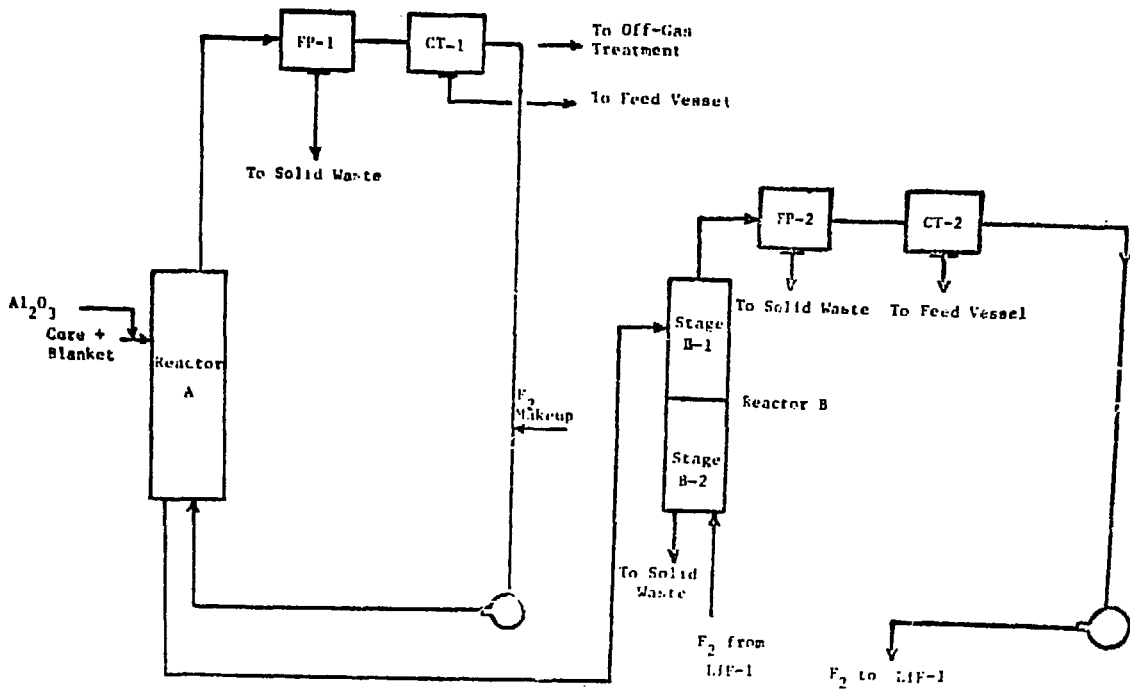 To Off-Gas
Treatment
FP-1
CT-1
To Feed Vessel
To Solid Waste
FP-2
CT-2
To Solid Waste
To Feed Vessel
Al2O3
Core +
Blanket
Reactor
A
Stage
B-1
F2
Makeup
Reactor B
Stage
B-2
To Solid
Waste
F2 from
F2 to